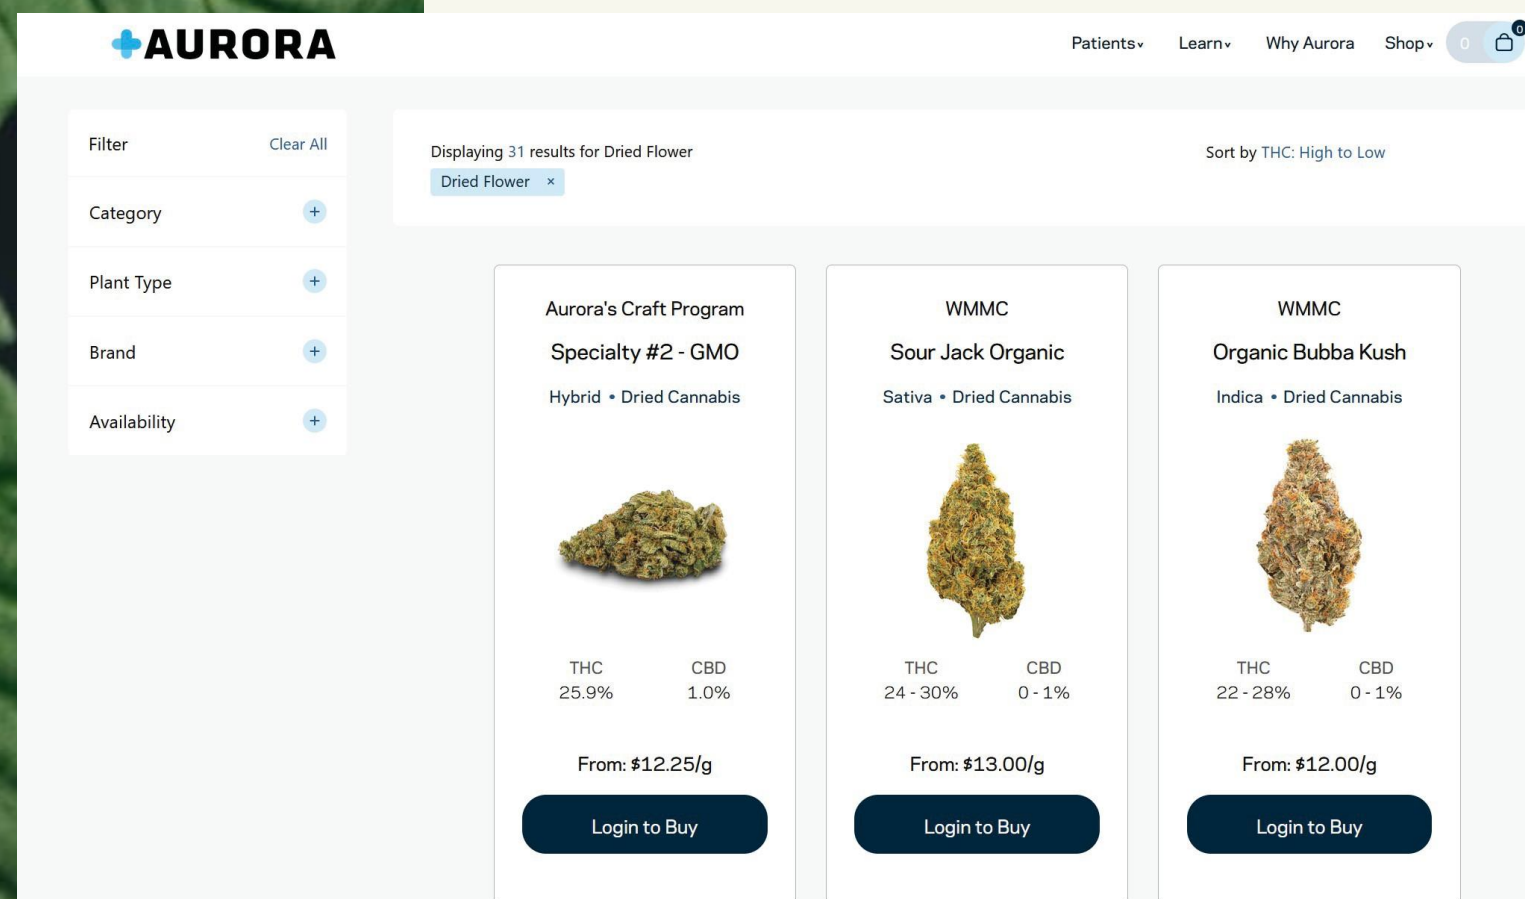 AURORA
Patients Learn Why Aurora Shop 0 0
Filter Clear All
Category +
Plant Type +
Brand +
Availability +
Displaying 31 results for Dried Flower
Dried Flower ×
Sort by THC: High to Low
Aurora's Craft Program
Specialty #2 - GMO
Hybrid • Dried Cannabis
THC CBD
25.9% 1.0%
From: $12.25/g
Login to Buy
WMMC
Sour Jack Organic
Sativa • Dried Cannabis
THC CBD
24 - 30% 0 - 1%
From: $13.00/g
Login to Buy
WMMC
Organic Bubba Kush
Indica • Dried Cannabis
THC CBD
22 - 28% 0 - 1%
From: $12.00/g
Login to Buy